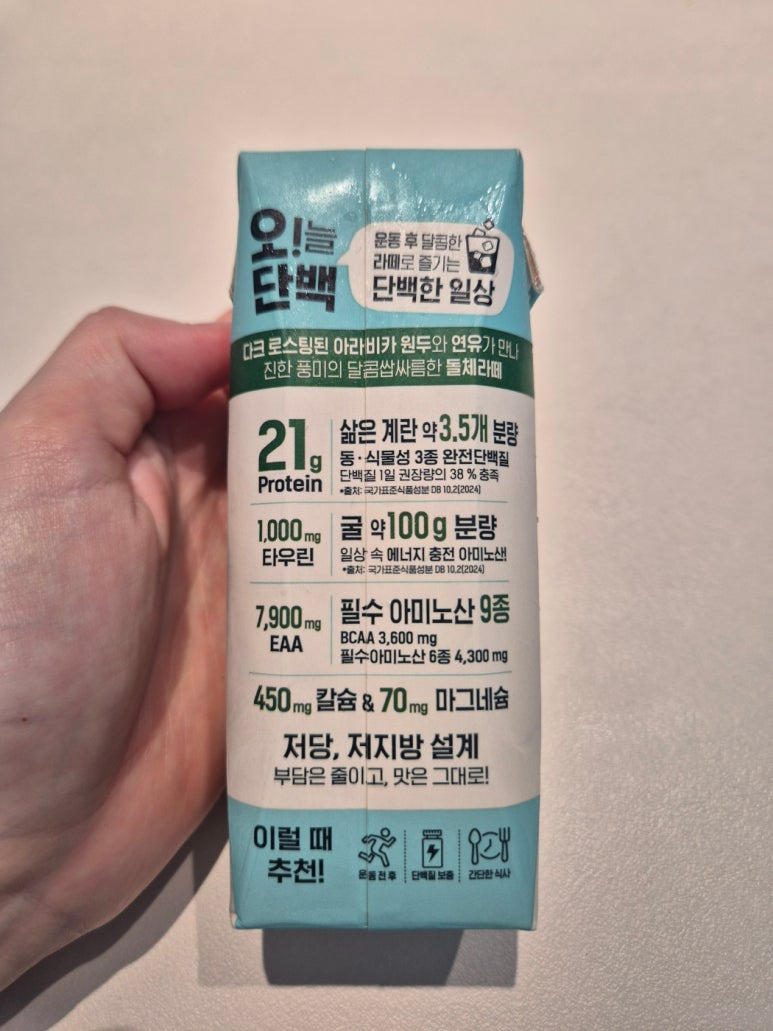 오!늘
단백
운동 후 달콤한
라떼로 즐기는
단백한 일상
다크 로스팅된 아라비카 원두와 연유가 만나
진한 풍미의 달콤쌉싸름한 돌체라떼
21g
Protein
삶은 계란 약 3.5개 분량
동·식물성 3종 완전단백질
단백질 1일 권장량의 38 % 충족
*출처: 국가표준식품성분 DB 10.2(2024)
1,000mg
타우린
굴 약 100g 분량
일상 속 에너지 충전 아미노산!
*출처: 국가표준식품성분 DB 10.2(2024)
7,900mg
EAA
필수 아미노산 9종
BCAA 3,600 mg
필수아미노산 6종 4,300 mg
450mg 칼슘 & 70mg 마그네슘
저당, 저지방 설계
부담은 줄이고, 맛은 그대로!
이럴 때
추천!
운동 전 후
단백질 보충
간단한 식사